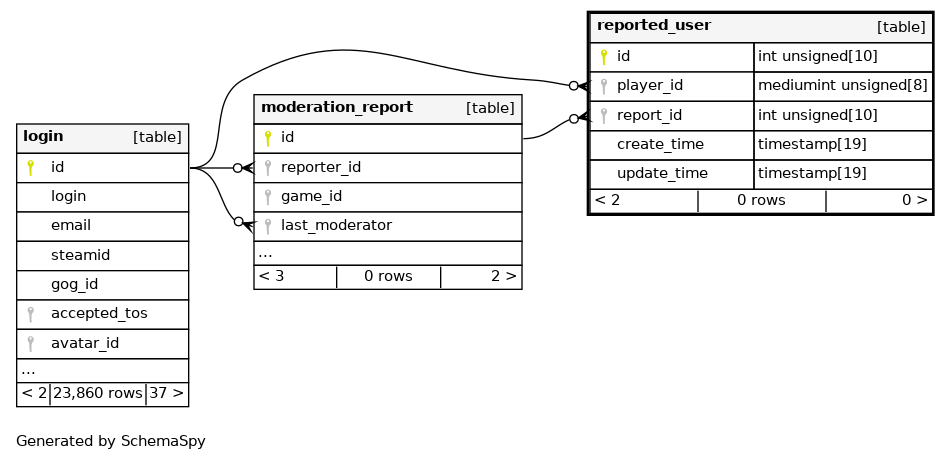 login [table]
id
login
email
steamid
gog_id
accepted_tos
avatar_id
...
< 2 23,860 rows 37 >
moderation_report [table]
id
reporter_id
game_id
last_moderator
...
< 3 0 rows 2 >
reported_user [table]
id int unsigned[10]
player_id mediumint unsigned[8]
report_id int unsigned[10]
create_time timestamp[19]
update_time timestamp[19]
< 2 0 rows 0 >
Generated by SchemaSpy